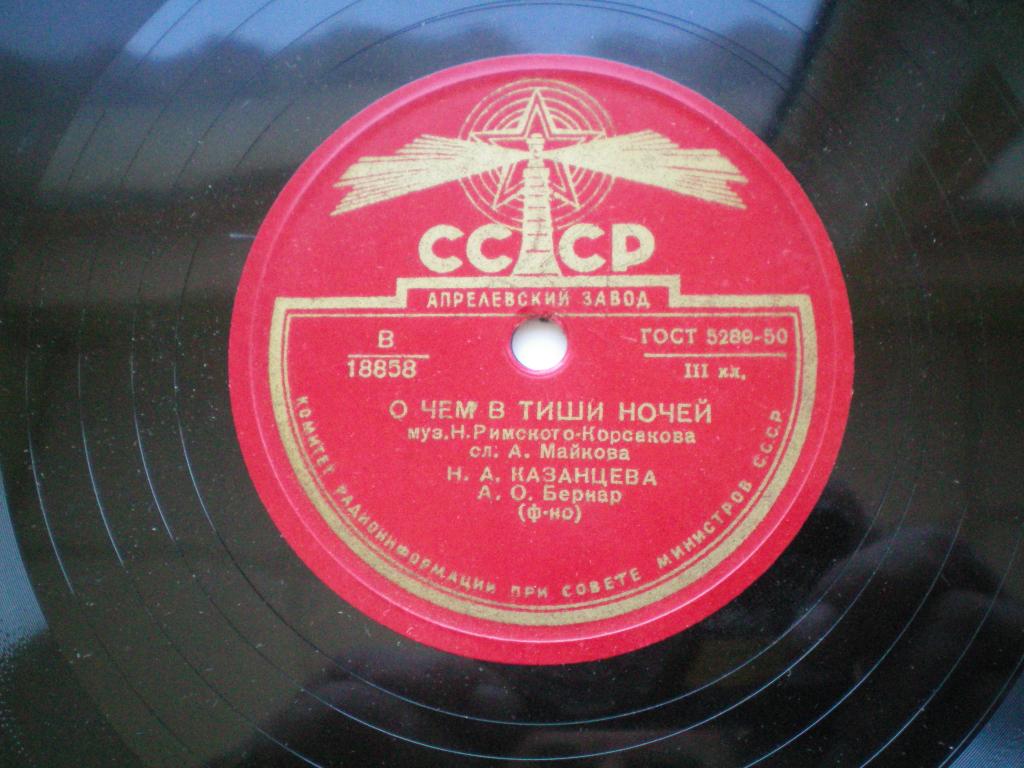 СССР
АПРЕЛЕВСКИЙ ЗАВОД
В
18858
ГОСТ 5289-50
III кл.
О ЧЕМ В ТИШИ НОЧЕЙ
муз. Н. Римского-Корсакова
сл. А. Майкова
Н. А. КАЗАНЦЕВА
А. О. Бернар
(ф-но)
КОМИТЕТ РАДИОИНФОРМАЦИИ ПРИ СОВЕТЕ МИНИСТРОВ СССР